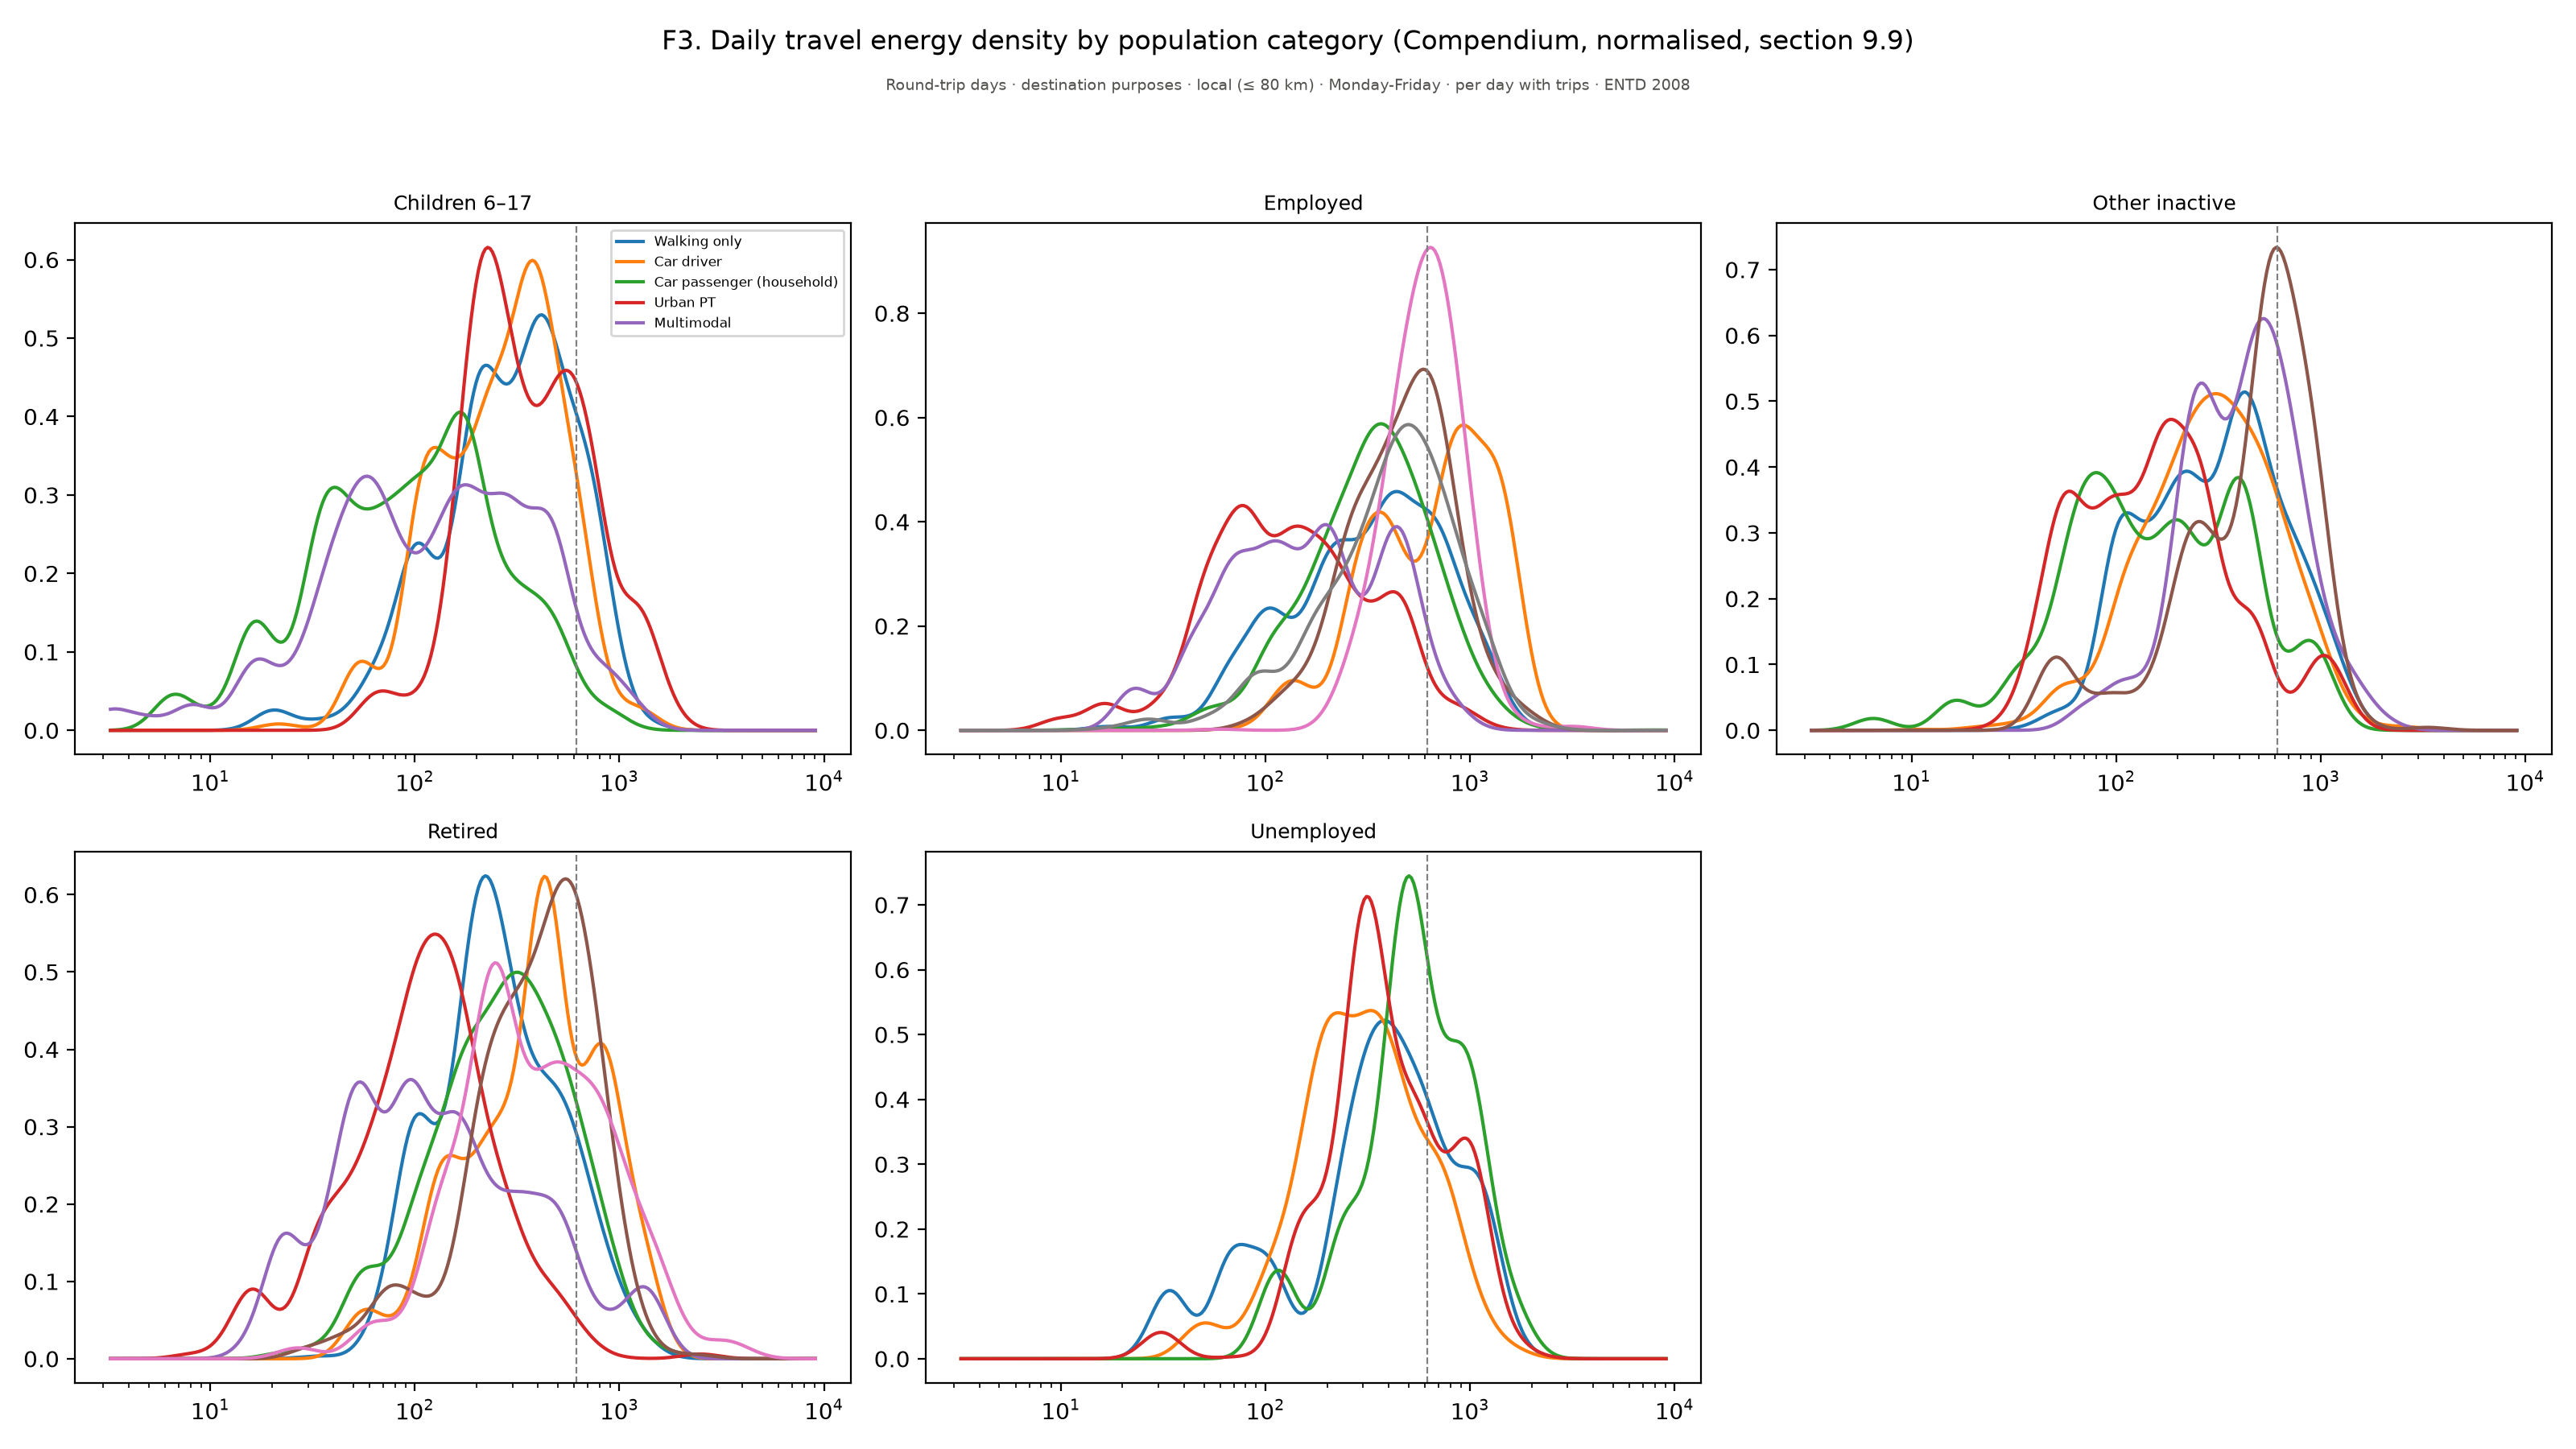 F3. Daily travel energy density by population category (Compendium, normalised, section 9.9)
Round-trip days · destination purposes · local (≤ 80 km) · Monday-Friday · per day with trips · ENTD 2008
Children 6–17
0.6
0.5
0.4
0.3
0.2
0.1
0.0
10¹ 10² 10³ 10⁴
Walking only
Car driver
Car passenger (household)
Urban PT
Multimodal
Employed
0.8
0.6
0.4
0.2
0.0
10¹ 10² 10³ 10⁴
Other inactive
0.7
0.6
0.5
0.4
0.3
0.2
0.1
0.0
10¹ 10² 10³ 10⁴
Retired
0.6
0.5
0.4
0.3
0.2
0.1
0.0
10¹ 10² 10³ 10⁴
Unemployed
0.7
0.6
0.5
0.4
0.3
0.2
0.1
0.0
10¹ 10² 10³ 10⁴